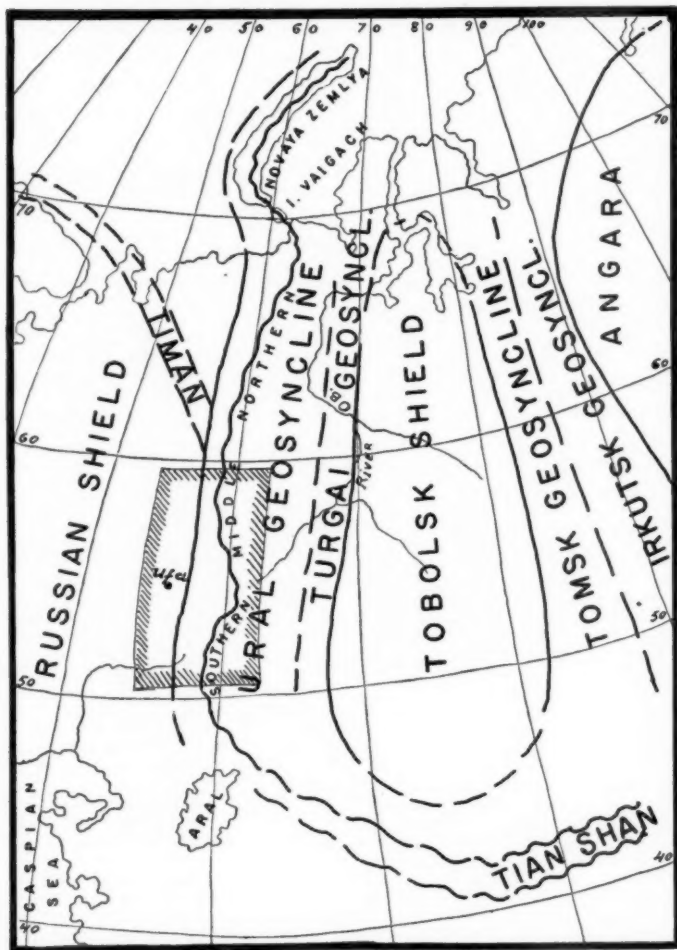 40 50 60 70 80 90 100
NOVAYA ZEMLYA
I. VAIGACH
70
70
TIMAN
RUSSIAN SHIELD
NORTHERN
MIDDLE
SOUTHERN
URAL GEOSYNCLINE
TURGAI GEOSYNCL.
OB
River
TOBOLSK SHIELD
TOMSK GEOSYNCLINE
IRKUTSK GEOSYNCL.
ANGARA
60
60
Ufa
50
50
CASPIAN
SEA
ARAL
TIAN SHAN
40
40